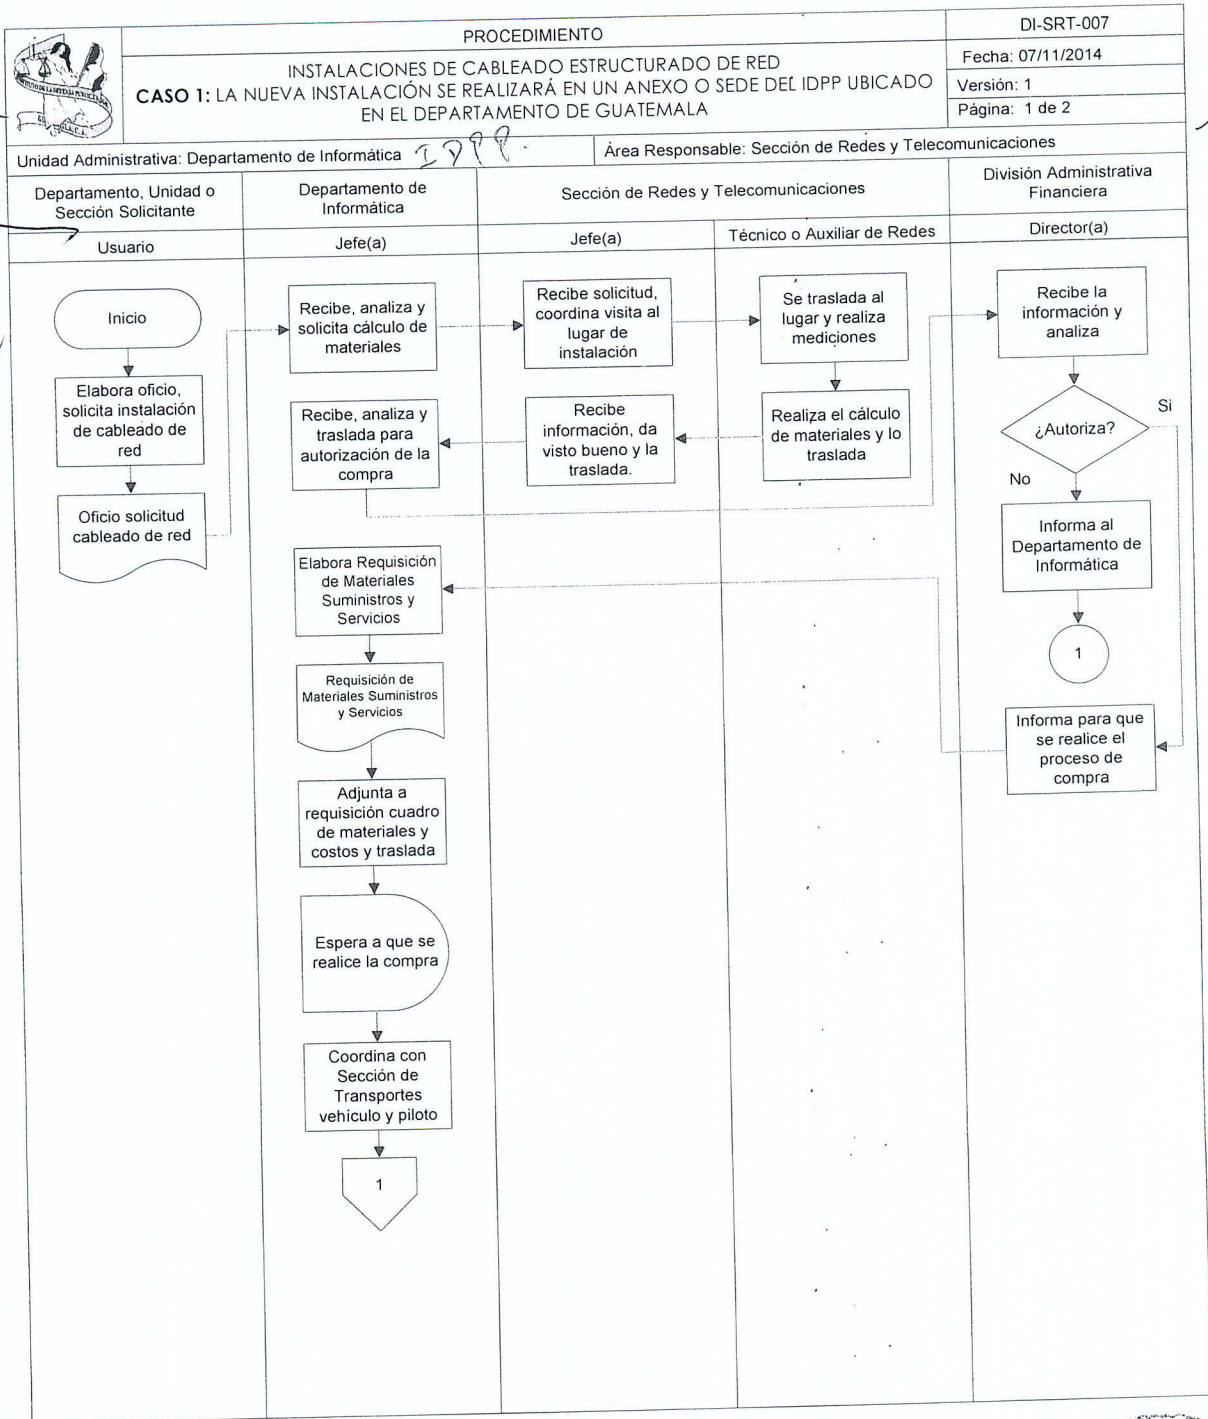 PROCEDIMIENTO
INSTALACIONES DE CABLEADO ESTRUCTURADO DE RED
CASO 1: LA NUEVA INSTALACIÓN SE REALIZARÁ EN UN ANEXO O SEDE DEL IDPP UBICADO
EN EL DEPARTAMENTO DE GUATEMALA
DI-SRT-007
Fecha: 07/11/2014
Versión: 1
Página: 1 de 2
Unidad Administrativa: Departamento de Informática IDPP.
Área Responsable: Sección de Redes y Telecomunicaciones
Departamento, Unidad o
Sección Solicitante
Departamento de
Informática
Sección de Redes y Telecomunicaciones
División Administrativa
Financiera
Usuario
Jefe(a)
Jefe(a)
Técnico o Auxiliar de Redes
Director(a)
Inicio
Elabora oficio,
solicita instalación
de cableado de
red
Oficio solicitud
cableado de red
Recibe, analiza y
solicita cálculo de
materiales
Recibe solicitud,
coordina visita al
lugar de
instalación
Se traslada al
lugar y realiza
mediciones
Realiza el cálculo
de materiales y lo
traslada
Recibe
información, da
visto bueno y la
traslada.
Recibe, analiza y
traslada para
autorización de la
compra
Recibe la
información y
analiza
¿Autoriza?
Si
No
Informa al
Departamento de
Informática
1
Informa para que
se realice el
proceso de
compra
Elabora Requisición
de Materiales
Suministros y
Servicios
Requisición de
Materiales Suministros
y Servicios
Adjunta a
requisición cuadro
de materiales y
costos y traslada
Espera a que se
realice la compra
Coordina con
Sección de
Transportes
vehículo y piloto
1